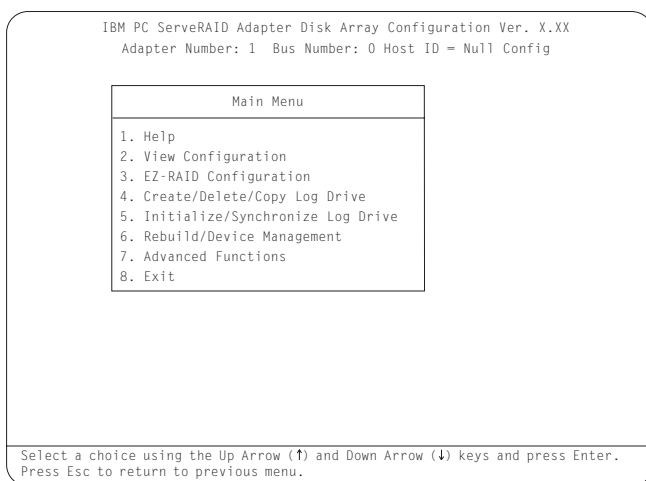 IBM PC ServeRAID Adapter Disk Array Configuration Ver. X.XX
Adapter Number: 1 Bus Number: 0 Host ID = Null Config
Main Menu
1. Help
2. View Configuration
3. EZ-RAID Configuration
4. Create/Delete/Copy Log Drive
5. Initialize/Synchronize Log Drive
6. Rebuild/Device Management
7. Advanced Functions
8. Exit
Select a choice using the Up Arrow (↑) and Down Arrow (↓) keys and press Enter.
Press Esc to return to previous menu.